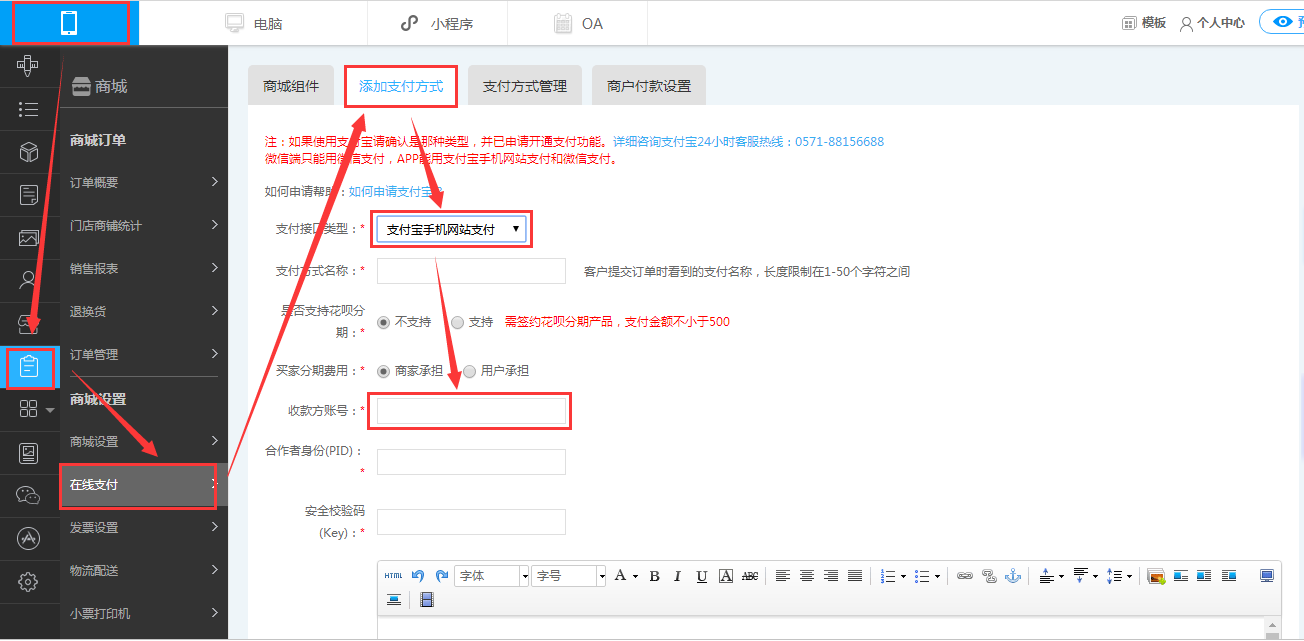 电脑
小程序
OA
模板
个人中心
商城
商城订单
订单概要
门店商铺统计
销售报表
退换货
订单管理
商城设置
商城设置
在线支付
发票设置
物流配送
小票打印机
商城组件
添加支付方式
支付方式管理
商户付款设置
注：如果使用支付宝请确认是那种类型，并已申请开通支付功能。详细咨询支付宝24小时客服热线：0571-88156688
微信端只能用微信支付，APP能用支付宝手机网站支付和微信支付。
如何申请帮助：如何申请支付宝?
支付接口类型：*
支付宝手机网站支付
支付方式名称：*
客户提交订单时看到的支付名称，长度限制在1-50个字符之间
是否支持花呗分
期：*
不支持
支持
需签约花呗分期产品，支付金额不小于500
买家分期费用：*
商家承担
用户承担
收款方账号：*
合作者身份(PID)：
*
安全校验码
(Key)：*
HTML
字体
字号
A
B
I
U
A
ABC